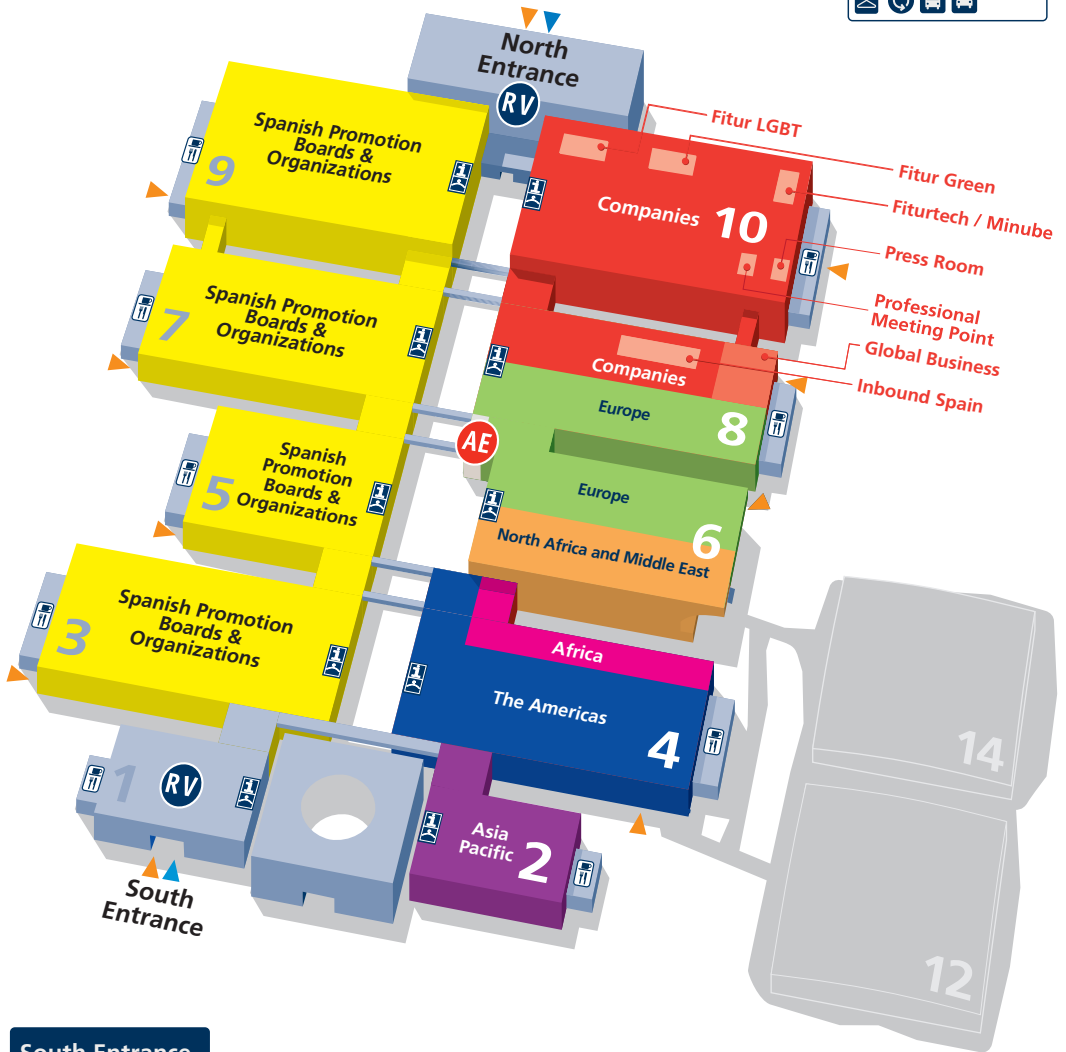 North
Entrance
RV
Spanish Promotion
Boards &
Organizations
9
Fitur LGBT
Fitur Green
Fiturtech / Minube
Companies 10
Press Room
Professional
Meeting Point
Spanish Promotion
Boards &
Organizations
7
Global Business
Inbound Spain
Companies
Europe
8
AE
Spanish
Promotion
Boards &
Organizations
5
Europe
6
North Africa and Middle East
Spanish Promotion
Boards &
Organizations
3
Africa
The Americas
4
14
1
RV
Asia
Pacific 2
South
Entrance
12
South Entrance